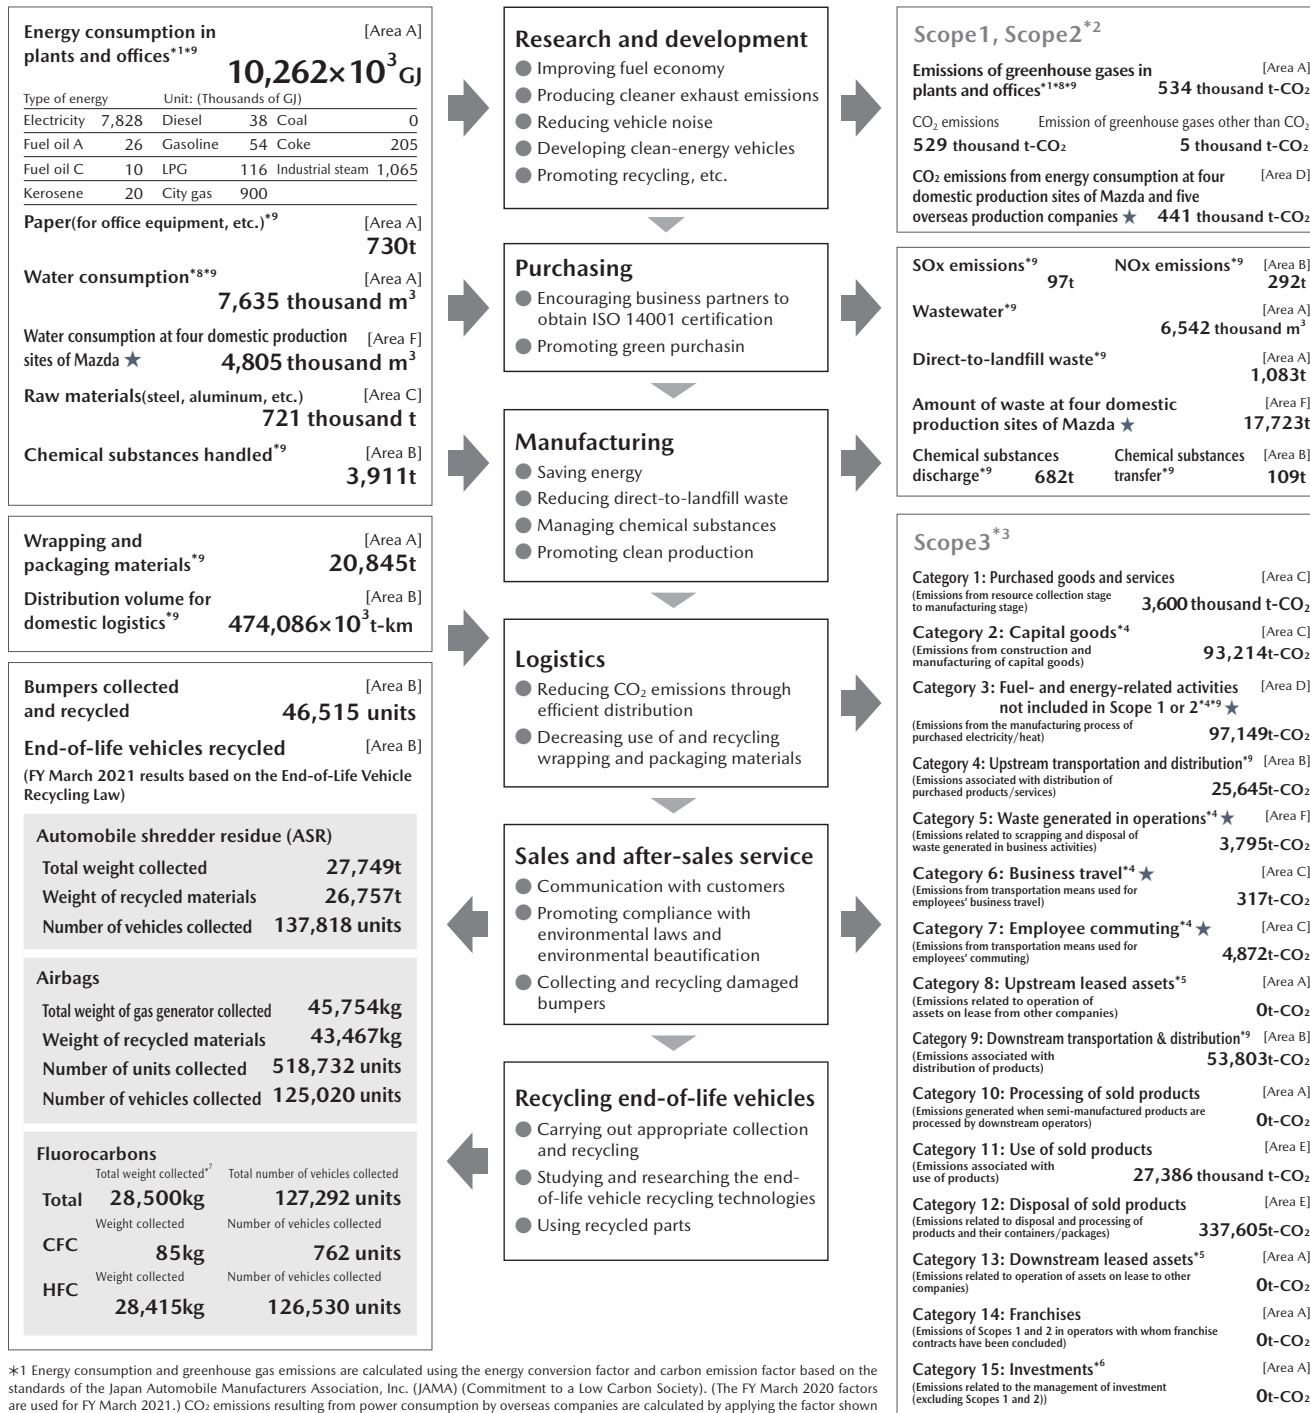 Energy consumption in [Area A]
plants and offices*1*9
10,262×10³GJ
Type of energy Unit: (Thousands of GJ)
Electricity 7,828 Diesel 38 Coal 0
Fuel oil A 26 Gasoline 54 Coke 205
Fuel oil C 10 LPG 116 Industrial steam 1,065
Kerosene 20 City gas 900
Paper(for office equipment, etc.)*9 [Area A]
730t
Water consumption*8*9 [Area A]
7,635 thousand m³
Water consumption at four domestic production [Area F]
sites of Mazda ★ 4,805 thousand m³
Raw materials(steel, aluminum, etc.) [Area C]
721 thousand t
Chemical substances handled*9 [Area B]
3,911t
Wrapping and [Area A]
packaging materials*9 20,845t
Distribution volume for [Area B]
domestic logistics*9 474,086×10³t-km
Bumpers collected [Area B]
and recycled 46,515 units
End-of-life vehicles recycled [Area B]
(FY March 2021 results based on the End-of-Life Vehicle
Recycling Law)
Automobile shredder residue (ASR)
Total weight collected 27,749t
Weight of recycled materials 26,757t
Number of vehicles collected 137,818 units
Airbags
Total weight of gas generator collected 45,754kg
Weight of recycled materials 43,467kg
Number of units collected 518,732 units
Number of vehicles collected 125,020 units
Fluorocarbons
Total weight collected*7 Total number of vehicles collected
Total 28,500kg 127,292 units
Weight collected Number of vehicles collected
CFC 85kg 762 units
Weight collected Number of vehicles collected
HFC 28,415kg 126,530 units
Research and development
● Improving fuel economy
● Producing cleaner exhaust emissions
● Reducing vehicle noise
● Developing clean-energy vehicles
● Promoting recycling, etc.
Purchasing
● Encouraging business partners to
obtain ISO 14001 certification
● Promoting green purchasin
Manufacturing
● Saving energy
● Reducing direct-to-landfill waste
● Managing chemical substances
● Promoting clean production
Logistics
● Reducing CO₂ emissions through
efficient distribution
● Decreasing use of and recycling
wrapping and packaging materials
Sales and after-sales service
● Communication with customers
● Promoting compliance with
environmental laws and
environmental beautification
● Collecting and recycling damaged
bumpers
Recycling end-of-life vehicles
● Carrying out appropriate collection
and recycling
● Studying and researching the end-
of-life vehicle recycling technologies
● Using recycled parts
Scope1, Scope2*2
Emissions of greenhouse gases in [Area A]
plants and offices*1*8*9 534 thousand t-CO₂
CO₂ emissions Emission of greenhouse gases other than CO₂
529 thousand t-CO₂ 5 thousand t-CO₂
CO₂ emissions from energy consumption at four [Area D]
domestic production sites of Mazda and five
overseas production companies ★ 441 thousand t-CO₂
SOx emissions*9 NOx emissions*9 [Area B]
97t 292t
Wastewater*9 [Area A]
6,542 thousand m³
Direct-to-landfill waste*9 [Area A]
1,083t
Amount of waste at four domestic [Area F]
production sites of Mazda ★ 17,723t
Chemical substances Chemical substances [Area B]
discharge*9 682t transfer*9 109t
Scope3*3
Category 1: Purchased goods and services [Area C]
(Emissions from resource collection stage
to manufacturing stage) 3,600 thousand t-CO₂
Category 2: Capital goods*4 [Area C]
(Emissions from construction and
manufacturing of capital goods) 93,214t-CO₂
Category 3: Fuel- and energy-related activities [Area D]
not included in Scope 1 or 2*4*9 ★
(Emissions from the manufacturing process of
purchased electricity/heat) 97,149t-CO₂
Category 4: Upstream transportation and distribution*9 [Area B]
(Emissions associated with distribution of
purchased products/services) 25,645t-CO₂
Category 5: Waste generated in operations*4 ★ [Area F]
(Emissions related to scrapping and disposal of
waste generated in business activities) 3,795t-CO₂
Category 6: Business travel*4 ★ [Area C]
(Emissions from transportation means used for
employees' business travel) 317t-CO₂
Category 7: Employee commuting*4 ★ [Area C]
(Emissions from transportation means used for
employees' commuting) 4,872t-CO₂
Category 8: Upstream leased assets*5 [Area A]
(Emissions related to operation of
assets on lease from other companies) 0t-CO₂
Category 9: Downstream transportation & distribution*9 [Area B]
(Emissions associated with
distribution of products) 53,803t-CO₂
Category 10: Processing of sold products [Area A]
(Emissions generated when semi-manufactured products are
processed by downstream operators) 0t-CO₂
Category 11: Use of sold products [Area E]
(Emissions associated with
use of products) 27,386 thousand t-CO₂
Category 12: Disposal of sold products [Area E]
(Emissions related to disposal and processing of
products and their containers/packages) 337,605t-CO₂
Category 13: Downstream leased assets*5 [Area A]
(Emissions related to operation of assets on lease to other
companies) 0t-CO₂
Category 14: Franchises [Area A]
(Emissions of Scopes 1 and 2 in operators with whom franchise
contracts have been concluded) 0t-CO₂
Category 15: Investments*6 [Area A]
(Emissions related to the management of investment
(excluding Scopes 1 and 2)) 0t-CO₂
*1 Energy consumption and greenhouse gas emissions are calculated using the energy conversion factor and carbon emission factor based on the
standards of the Japan Automobile Manufacturers Association, Inc. (JAMA) (Commitment to a Low Carbon Society). (The FY March 2020 factors
are used for FY March 2021.) CO₂ emissions resulting from power consumption by overseas companies are calculated by applying the factor shown